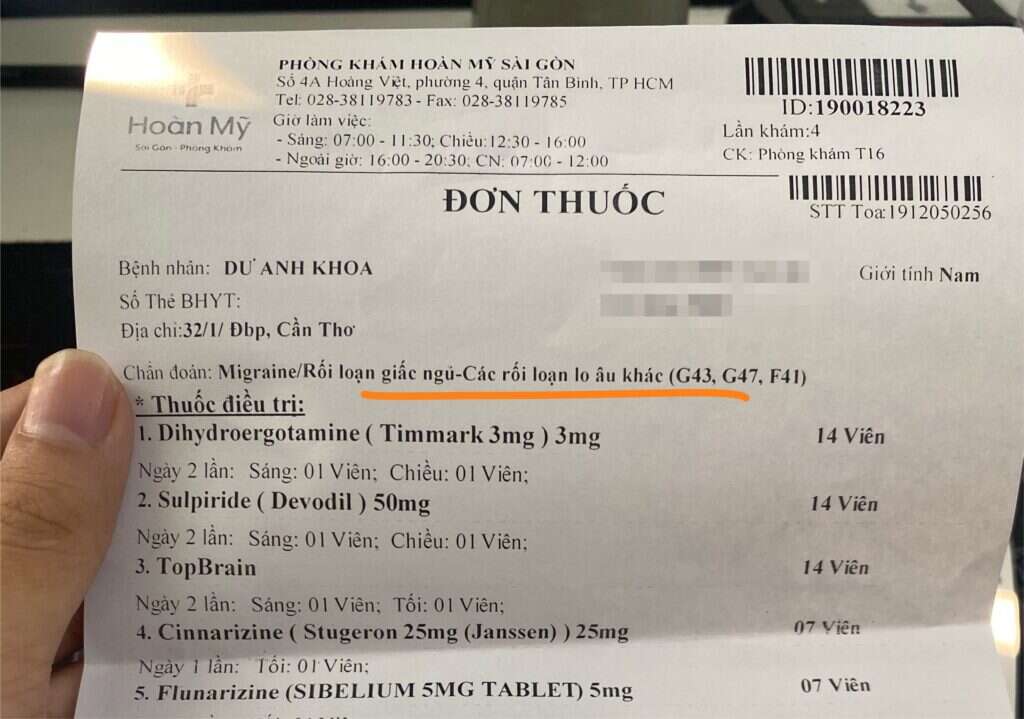 PHÒNG KHÁM HOÀN MỸ SÀI GÒN
Số 4A Hoàng Việt, phường 4, quận Tân Bình, TP HCM
Tel: 028-38119783 - Fax: 028-38119785
Giờ làm việc:
- Sáng: 07:00 - 11:30; Chiều:12:30 - 16:00
- Ngoài giờ: 16:00 - 20:30; CN: 07:00 - 12:00
Hoàn Mỹ
Sài Gòn - Phòng Khám
ID:190018223
Lần khám:4
CK: Phòng khám T16
STT Toa:1912050256
ĐƠN THUỐC
Bệnh nhân: DƯ ANH KHOA
Giới tính Nam
Số Thẻ BHYT:
Địa chỉ:32/1/ Đbp, Cần Thơ
Chẩn đoán: Migraine/Rối loạn giấc ngủ-Các rối loạn lo âu khác (G43, G47, F41)
* Thuốc điều trị:
1. Dihydroergotamine ( Timmark 3mg ) 3mg 14 Viên
Ngày 2 lần: Sáng: 01 Viên; Chiều: 01 Viên;
2. Sulpiride ( Devodil ) 50mg 14 Viên
Ngày 2 lần: Sáng: 01 Viên; Chiều: 01 Viên;
3. TopBrain 14 Viên
Ngày 2 lần: Sáng: 01 Viên; Tối: 01 Viên;
4. Cinnarizine ( Stugeron 25mg (Janssen) ) 25mg 07 Viên
Ngày 1 lần: Tối: 01 Viên;
5. Flunarizine (SIBELIUM 5MG TABLET) 5mg 07 Viên